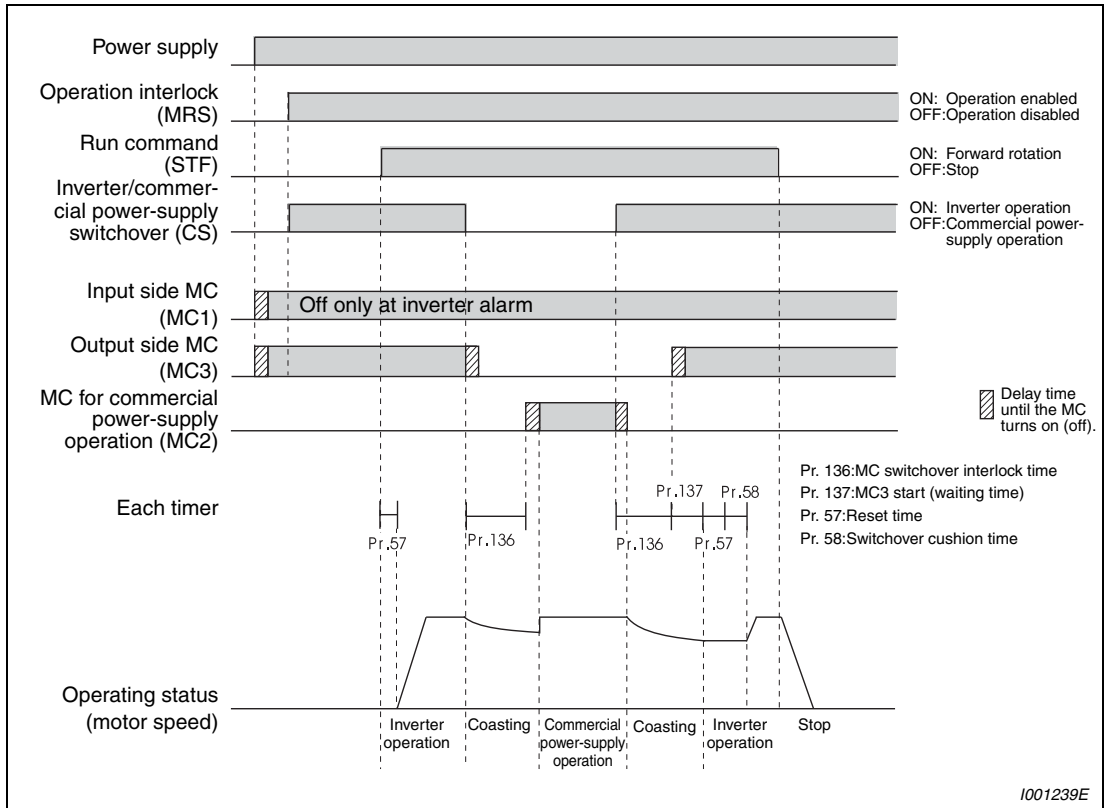 Power supply
Operation interlock
(MRS)
ON: Operation enabled
OFF:Operation disabled
Run command
(STF)
ON: Forward rotation
OFF:Stop
Inverter/commer-
cial power-supply
switchover (CS)
ON: Inverter operation
OFF:Commercial power-
supply operation
Input side MC
(MC1)
Off only at inverter alarm
Output side MC
(MC3)
MC for commercial
power-supply
operation (MC2)
Delay time
until the MC
turns on (off).
Each timer
Pr.57
Pr.136
Pr.136
Pr.137
Pr.57
Pr.58
Pr. 136:MC switchover interlock time
Pr. 137:MC3 start (waiting time)
Pr. 57:Reset time
Pr. 58:Switchover cushion time
Operating status
(motor speed)
Inverter
operation
Coasting
Commercial
power-supply
operation
Coasting
Inverter
operation
Stop
I001239E